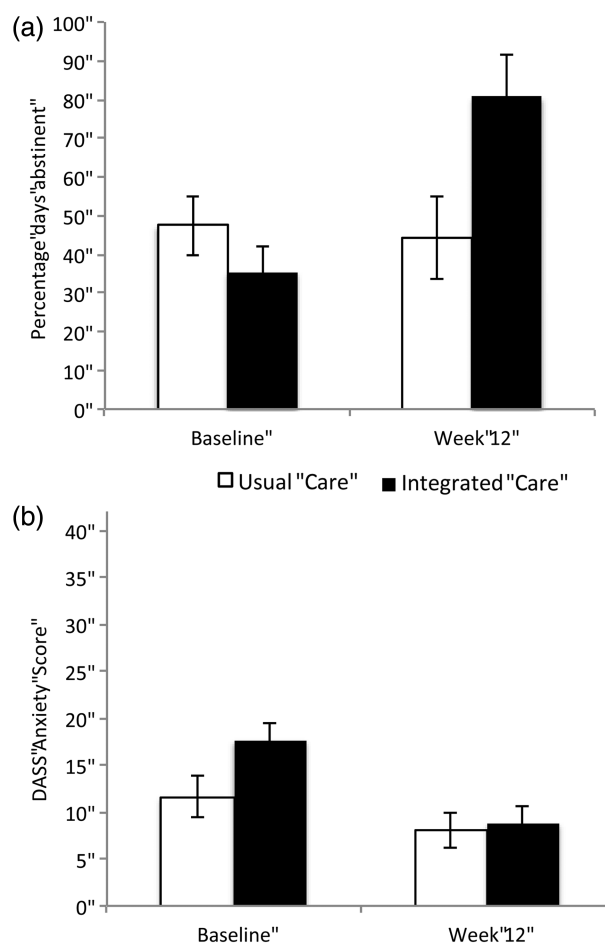 (a)
100"
90"
80"
70"
60"
50"
40"
30"
20"
10"
0"
Percentage"days"abstinent"
Baseline" Week"12"
Usual "Care" Integrated "Care"
(b)
40"
35"
30"
25"
20"
15"
10"
5"
0"
DASS"Anxiety"Score"
Baseline" Week"12"